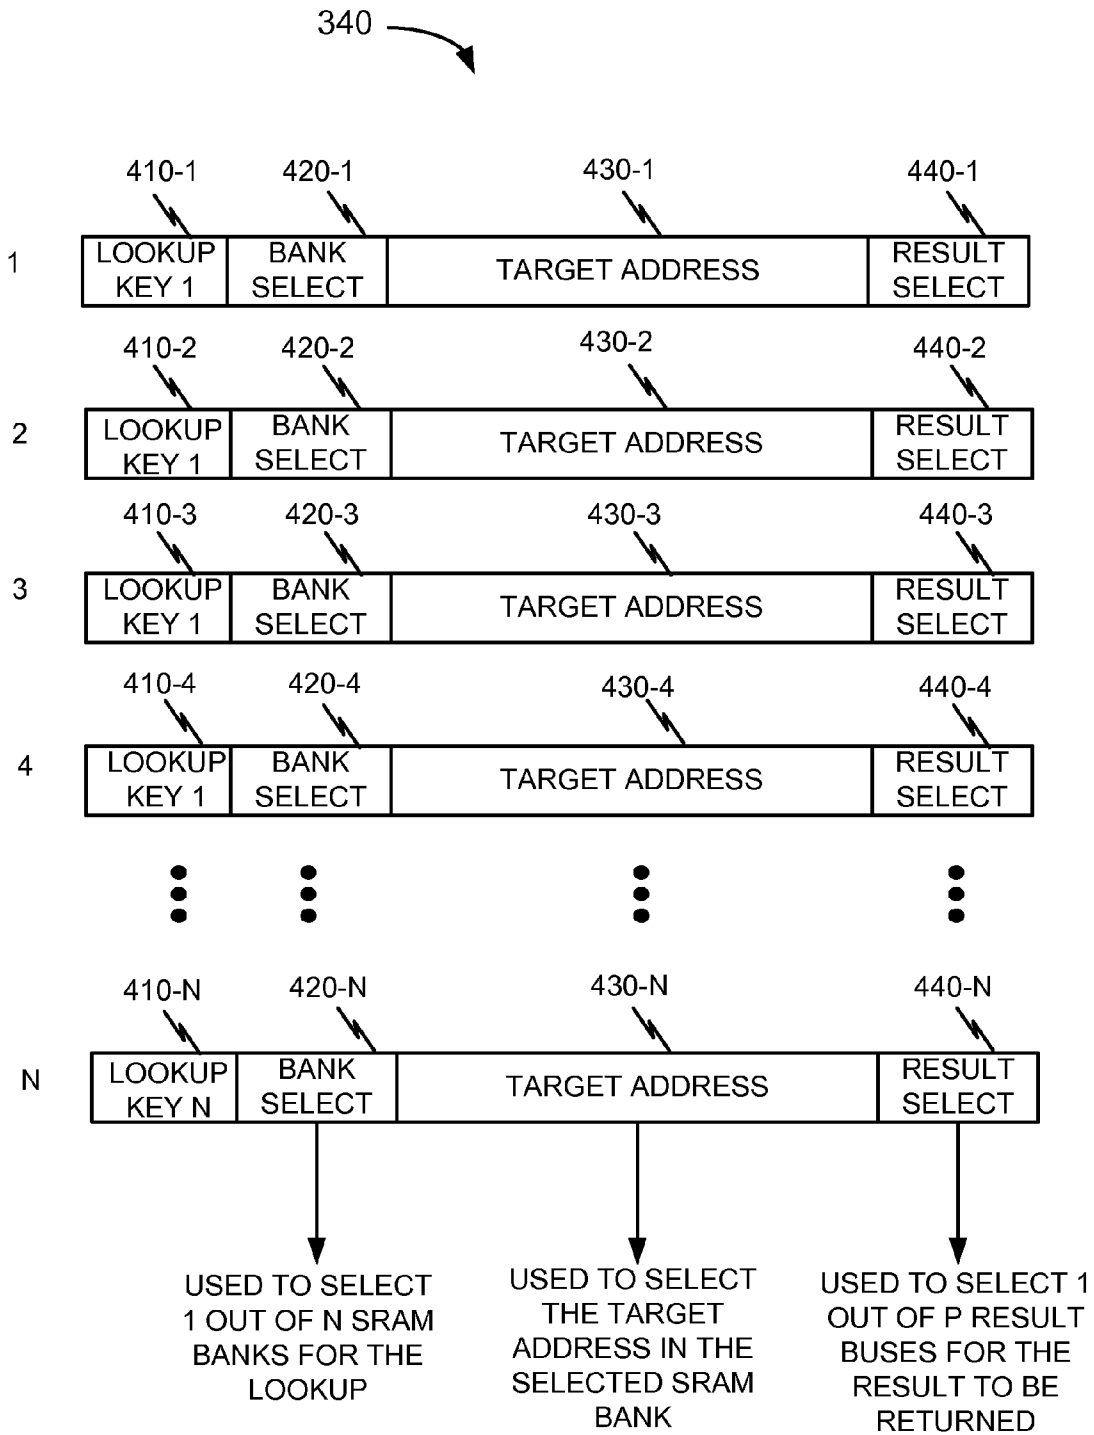 340
410-1 420-1 430-1 440-1
1
LOOKUP KEY 1
BANK SELECT
TARGET ADDRESS
RESULT SELECT
410-2 420-2 430-2 440-2
2
LOOKUP KEY 1
BANK SELECT
TARGET ADDRESS
RESULT SELECT
410-3 420-3 430-3 440-3
3
LOOKUP KEY 1
BANK SELECT
TARGET ADDRESS
RESULT SELECT
410-4 420-4 430-4 440-4
4
LOOKUP KEY 1
BANK SELECT
TARGET ADDRESS
RESULT SELECT
410-N 420-N 430-N 440-N
N
LOOKUP KEY N
BANK SELECT
TARGET ADDRESS
RESULT SELECT
USED TO SELECT
1 OUT OF N SRAM
BANKS FOR THE
LOOKUP
USED TO SELECT
THE TARGET
ADDRESS IN THE
SELECTED SRAM
BANK
USED TO SELECT 1
OUT OF P RESULT
BUSES FOR THE
RESULT TO BE
RETURNED